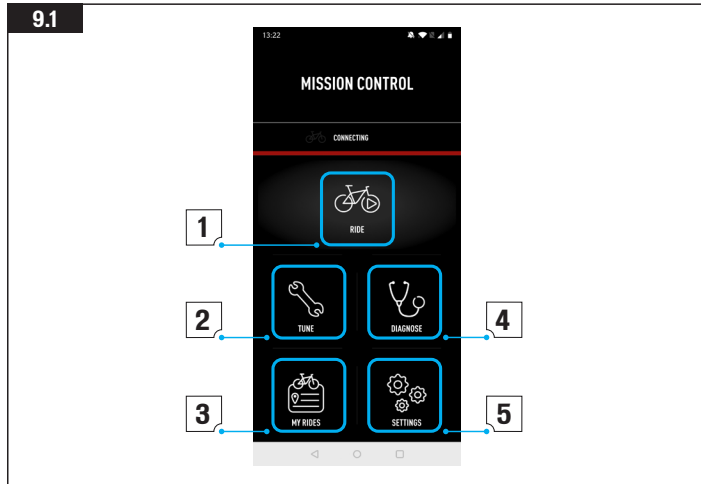 9.1
13:22
MISSION CONTROL
CONNECTING
1
RIDE
2
TUNE
DIAGNOSE
4
3
MY RIDES
SETTINGS
5